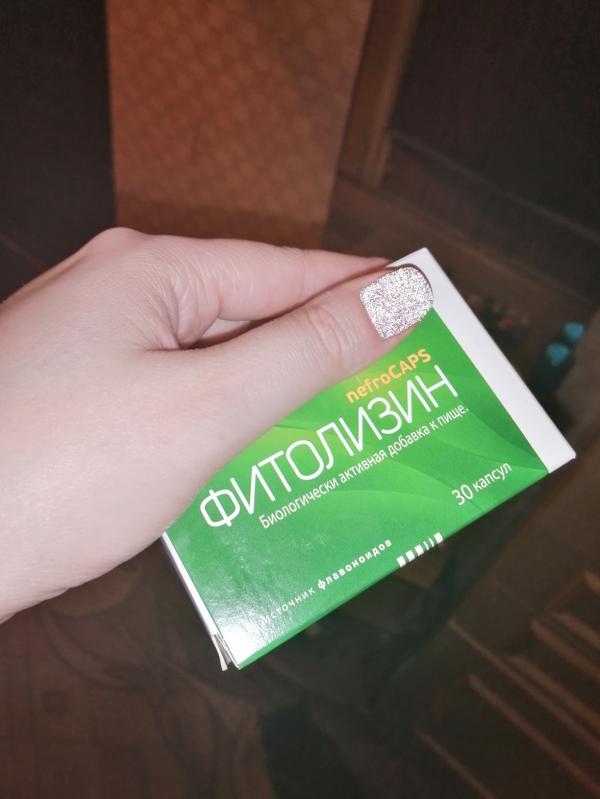 nefroCAPS
ФИТОЛИЗИН
Биологически активная добавка к пище.
30 капсул
источник флавоноидов